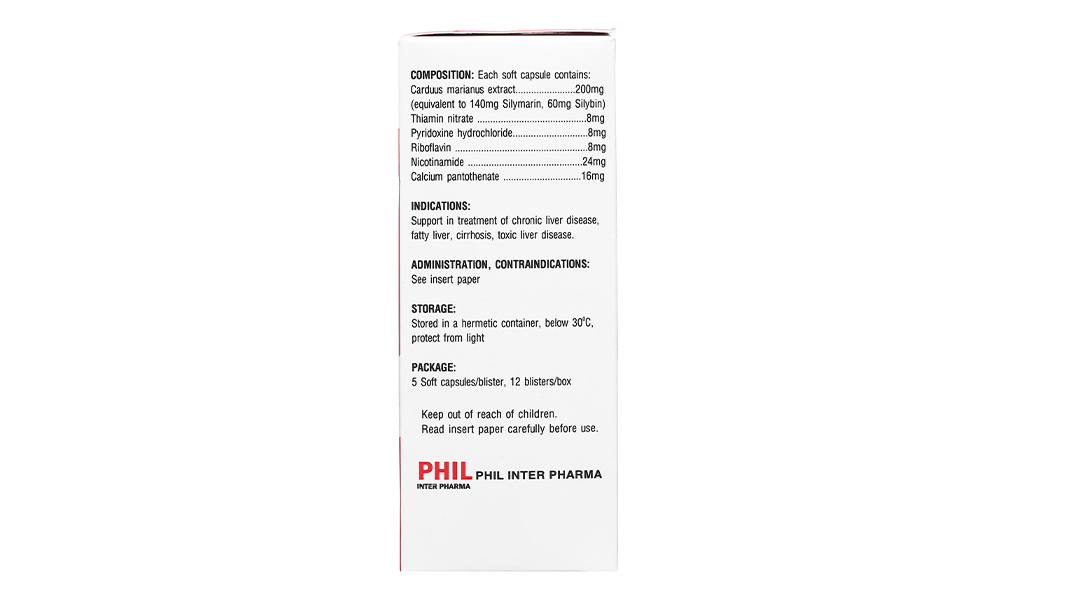 COMPOSITION: Each soft capsule contains:
Carduus marianus extract.......................200mg
(equivalent to 140mg Silymarin, 60mg Silybin)
Thiamin nitrate ..........................................8mg
Pyridoxine hydrochloride.............................8mg
Riboflavin ...................................................8mg
Nicotinamide ............................................24mg
Calcium pantothenate ..............................16mg
INDICATIONS:
Support in treatment of chronic liver disease,
fatty liver, cirrhosis, toxic liver disease.
ADMINISTRATION, CONTRAINDICATIONS:
See insert paper
STORAGE:
Stored in a hermetic container, below 30°C,
protect from light
PACKAGE:
5 Soft capsules/blister, 12 blisters/box
Keep out of reach of children.
Read insert paper carefully before use.
PHIL PHIL INTER PHARMA
INTER PHARMA